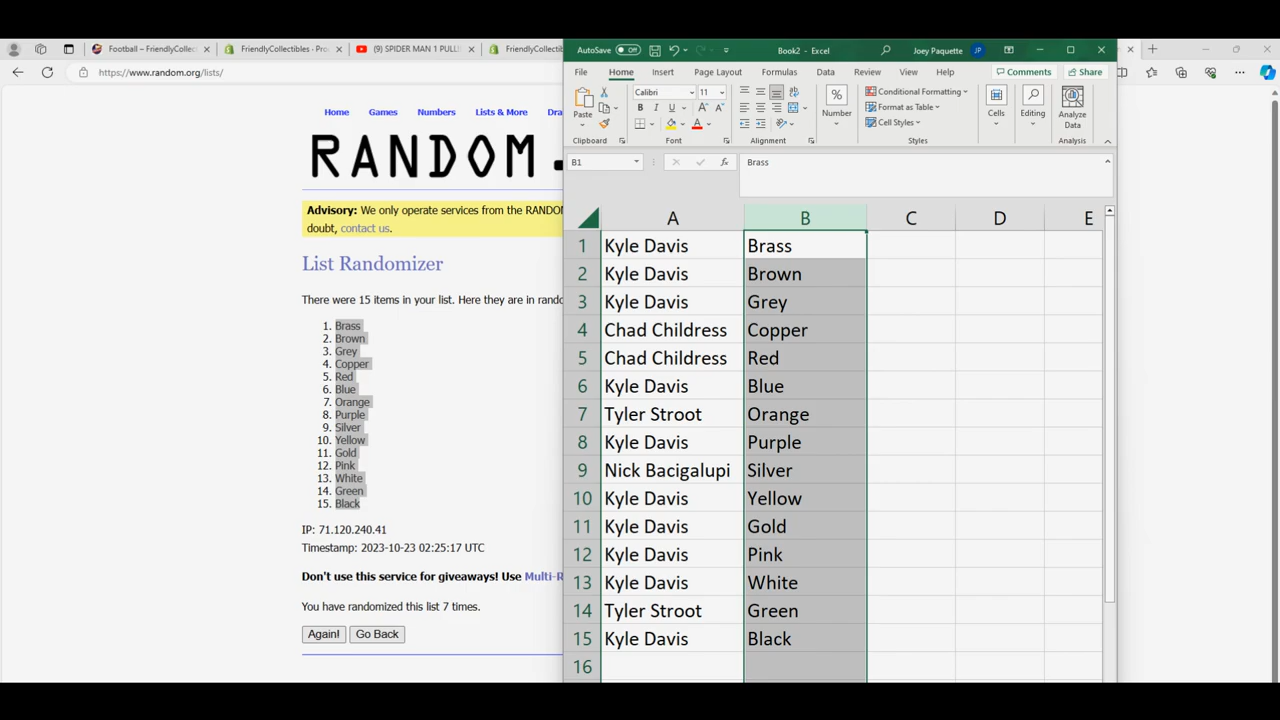 Football – FriendlyCollec
FriendlyCollectibles - Pro
(9) SPIDER MAN 1 PULL!
FriendlyCollectib
https://www.random.org/lists/
Home Games Numbers Lists & More Dra
RANDOM.
Advisory: We only operate services from the RANDO
doubt, contact us.
List Randomizer
There were 15 items in your list. Here they are in rando
1. Brass
2. Brown
3. Grey
4. Copper
5. Red
6. Blue
7. Orange
8. Purple
9. Silver
10. Yellow
11. Gold
12. Pink
13. White
14. Green
15. Black
IP: 71.120.240.41
Timestamp: 2023-10-23 02:25:17 UTC
Don't use this service for giveaways! Use Multi-R
You have randomized this list 7 times.
Again! Go Back
AutoSave Off Book2 - Excel Joey Paquette JP
File Home Insert Page Layout Formulas Data Review View Help Comments Share
Paste Calibri 11 A A % Conditional Formatting
B I U Number Format as Table Cells Editing Analyze Data
A Cell Styles
Clipboard Font Alignment Styles Analysis
B1 fx Brass
A B C D E
1 Kyle Davis Brass
2 Kyle Davis Brown
3 Kyle Davis Grey
4 Chad Childress Copper
5 Chad Childress Red
6 Kyle Davis Blue
7 Tyler Stroot Orange
8 Kyle Davis Purple
9 Nick Bacigalupi Silver
10 Kyle Davis Yellow
11 Kyle Davis Gold
12 Kyle Davis Pink
13 Kyle Davis White
14 Tyler Stroot Green
15 Kyle Davis Black
16